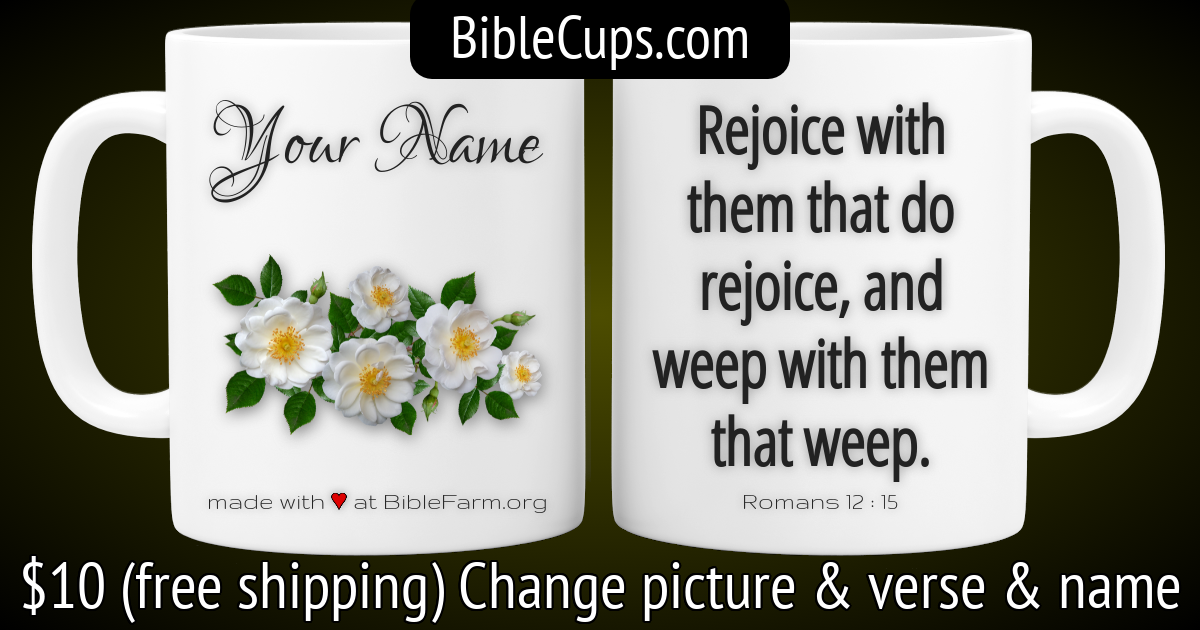 BibleCups.com
Your Name
made with ♥ at BibleFarm.org
Rejoice with
them that do
rejoice, and
weep with them
that weep.
Romans 12 : 15
$10 (free shipping) Change picture & verse & name